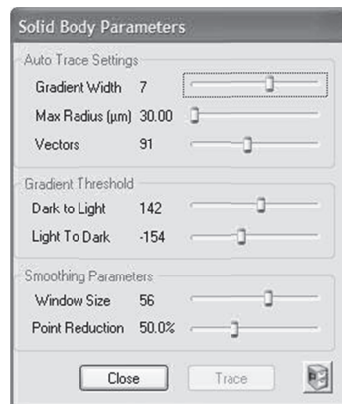 Solid Body Parameters
Auto Trace Settings
Gradient Width 7
Max Radius (µm) 30.00
Vectors 91
Gradient Threshold
Dark to Light 142
Light To Dark -154
Smoothing Parameters
Window Size 56
Point Reduction 50.0%
Close Trace